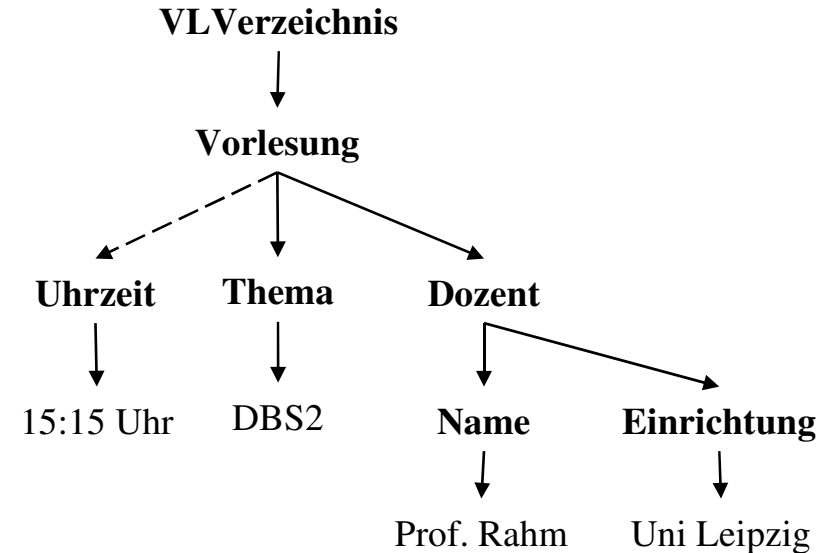 VLVerzeichnis
Vorlesung
Uhrzeit Thema Dozent
15:15 Uhr DBS2 Name Einrichtung
Prof. Rahm Uni Leipzig